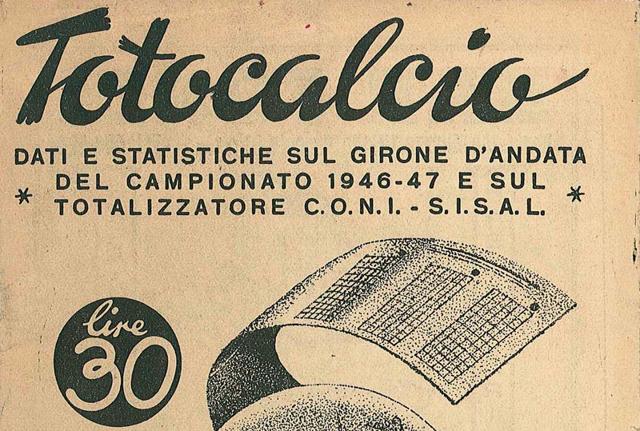 Totocalcio
DATI E STATISTICHE SUL GIRONE D'ANDATA
DEL CAMPIONATO 1946-47 E SUL
* TOTALIZZATORE C.O.N.I. - S.I.S.A.L. *
lire
30